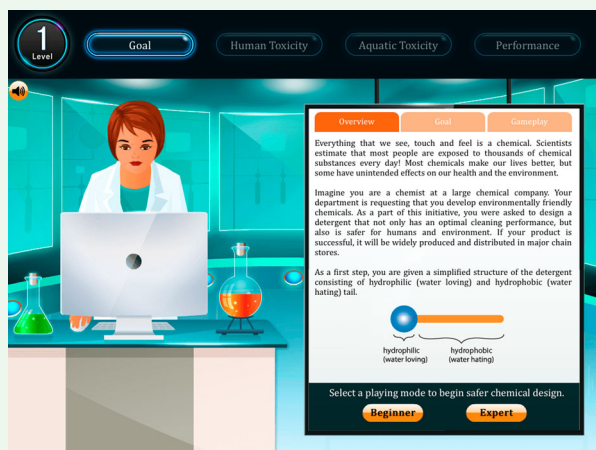 1
Level
Goal
Human Toxicity
Aquatic Toxicity
Performance
Overview
Goal
Gameplay
Everything that we see, touch and feel is a chemical. Scientists
estimate that most people are exposed to thousands of chemical
substances every day! Most chemicals make our lives better, but
some have unintended effects on our health and the environment.
Imagine you are a chemist at a large chemical company. Your
department is requesting that you develop environmentally friendly
chemicals. As a part of this initiative, you were asked to design a
detergent that not only has an optimal cleaning performance, but
also is safer for humans and environment. If your product is
successful, it will be widely produced and distributed in major chain
stores.
As a first step, you are given a simplified structure of the detergent
consisting of hydrophilic (water loving) and hydrophobic (water
hating) tail.
hydrophilic
(water loving)
hydrophobic
(water hating)
Select a playing mode to begin safer chemical design.
Beginner
Expert